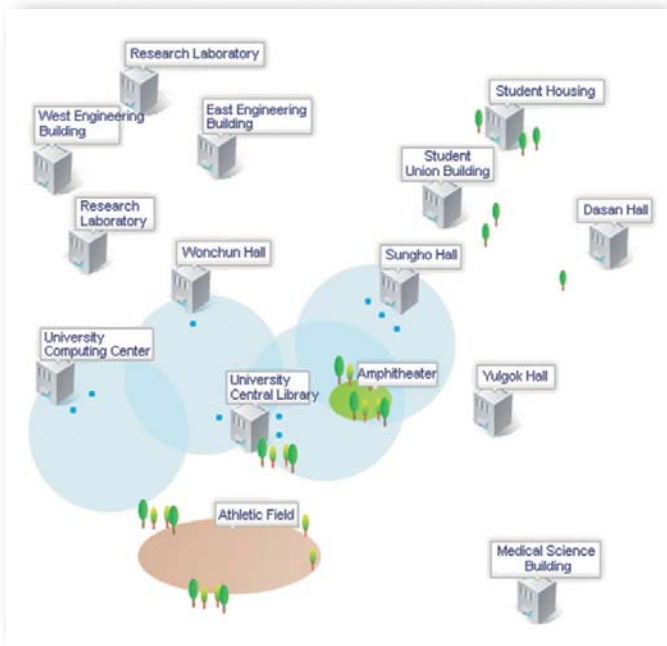 Research Laboratory
West Engineering
Building
East Engineering
Building
Student Housing
Student
Union Building
Research
Laboratory
Dasan Hall
Wonchun Hall
Sungho Hall
University
Computing Center
University
Central Library
Amphitheater
Yulgok Hall
Athletic Field
Medical Science
Building